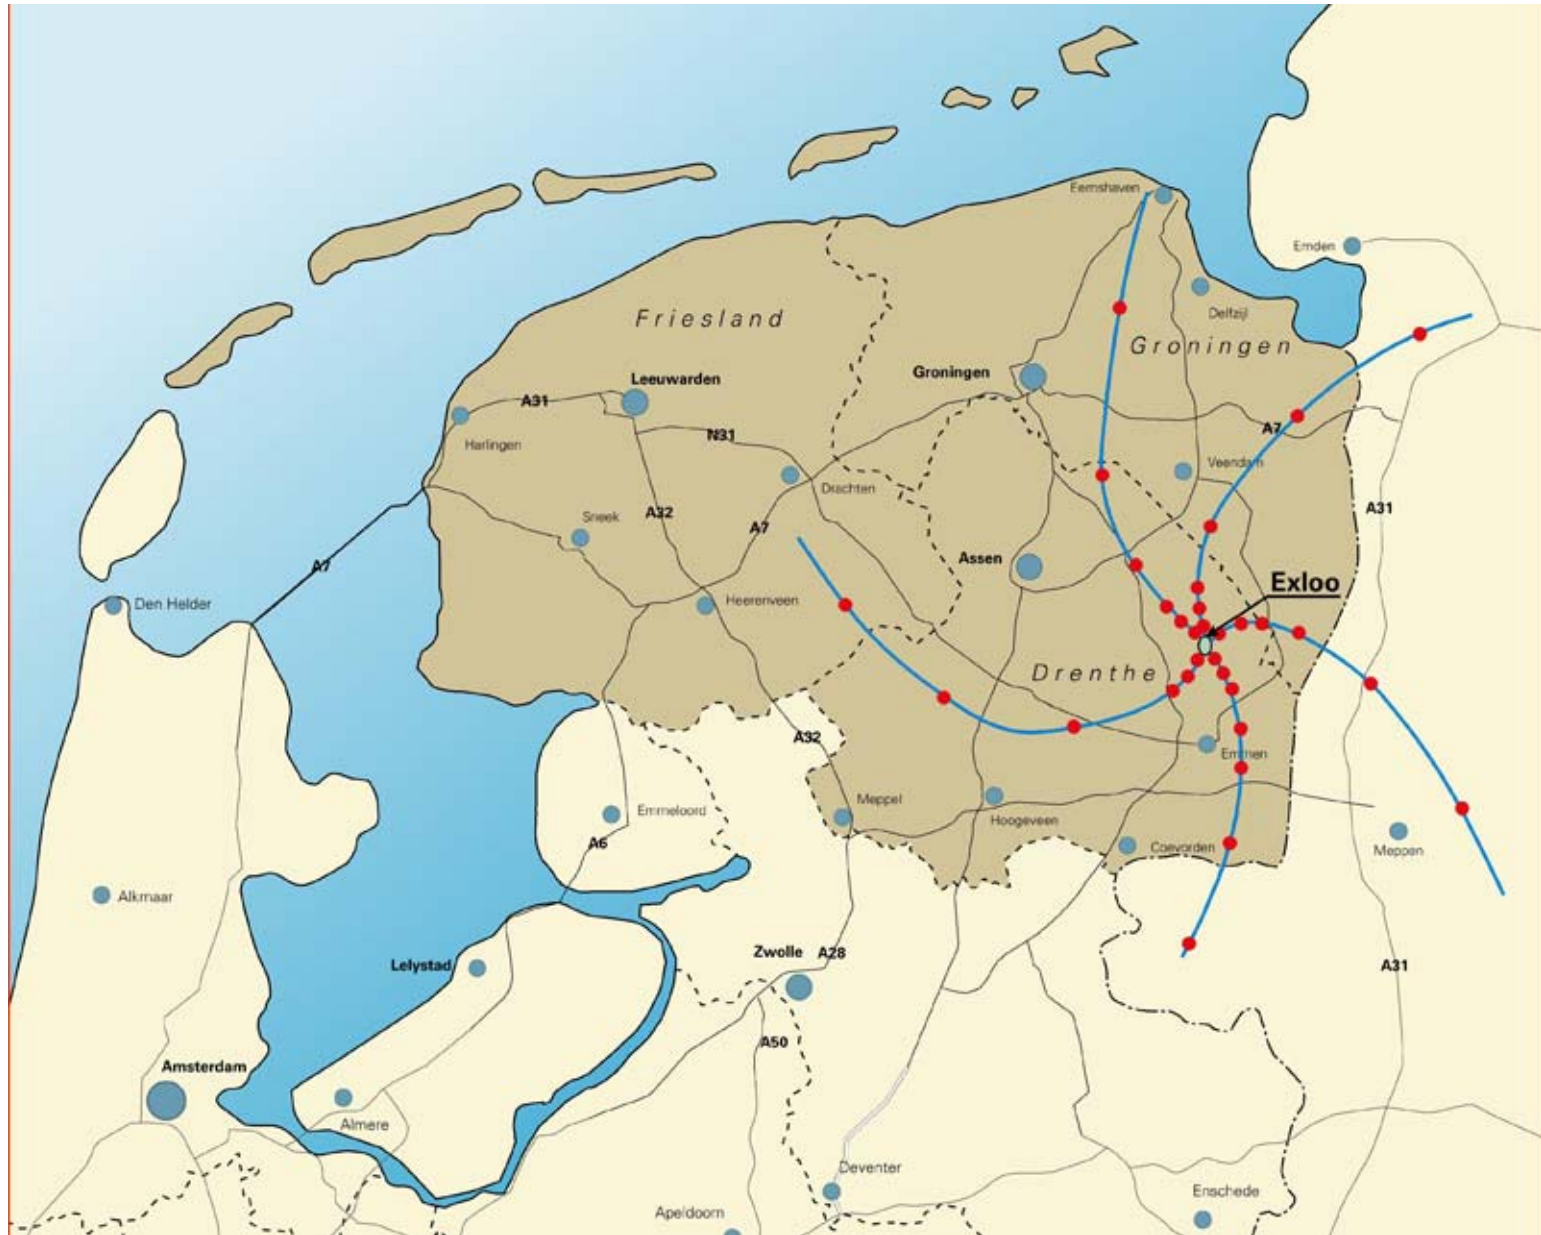 Eemshaven
Emden
Delfzijl
Friesland
Groningen
Groningen
Leeuwarden
A31
A7
N31
Harlingen
Veendam
Drachten
A31
Sneek
A32
A7
Assen
A7
Exloo
Den Helder
Heerenveen
Drenthe
A32
Emmen
Meppel
Emmeloord
Hoogeveen
A6
Coevorden
Meppen
Alkmaar
Zwolle A28
Lelystad
A31
A50
Amsterdam
Almere
Deventer
Enschede
Apeldoorn